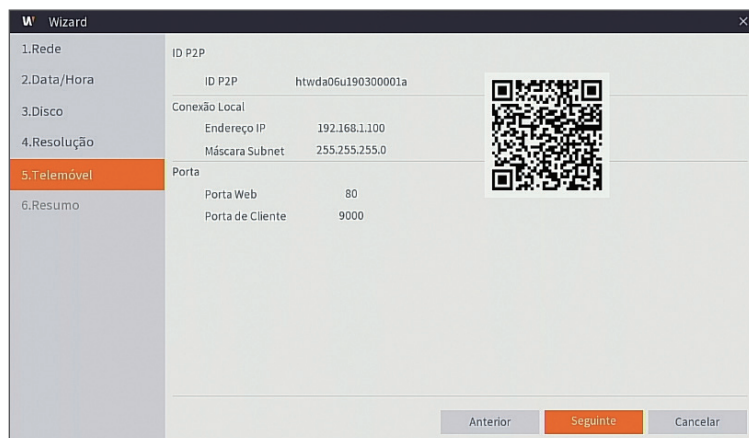 Wizard
1.Rede
2.Data/Hora
3.Disco
4.Resolução
5.Telemóvel
6.Resumo
ID P2P
ID P2P htwda06u190300001a
Conexão Local
Endereço IP 192.168.1.100
Máscara Subnet 255.255.255.0
Porta
Porta Web 80
Porta de Cliente 9000
Anterior Seguinte Cancelar